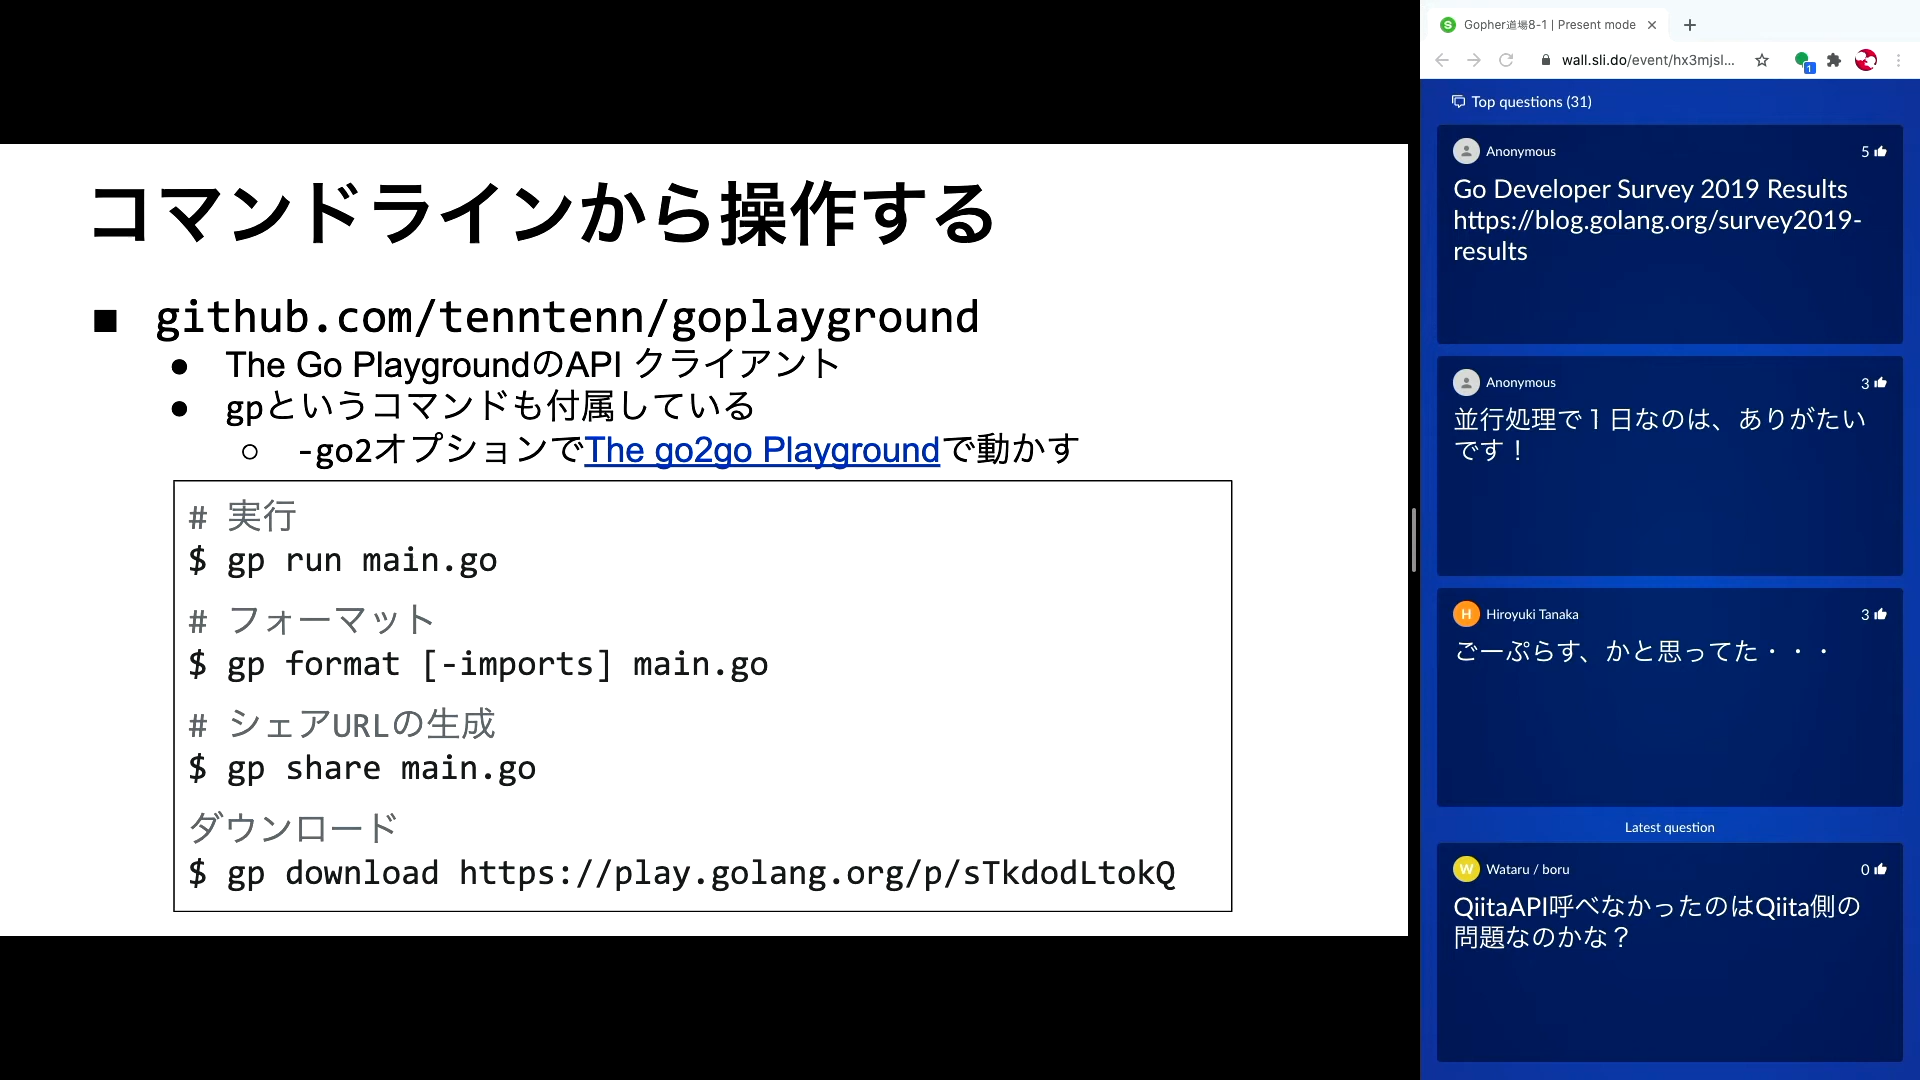 コマンドラインから操作する
■ github.com/tenntenn/goplayground
● The Go PlaygroundのAPI クライアント
● gpというコマンドも付属している
○ -go2オプションでThe go2go Playgroundで動かす
# 実行
$ gp run main.go
# フォーマット
$ gp format [-imports] main.go
# シェアURLの生成
$ gp share main.go
ダウンロード
$ gp download https://play.golang.org/p/sTkdodLtokQ
Gopher道場8-1 | Present mode
wall.sli.do/event/hx3mjsl...
1
Top questions (31)
Anonymous
5
Go Developer Survey 2019 Results
https://blog.golang.org/survey2019-
results
Anonymous
3
並行処理で１日なのは、ありがたい
です！
H
Hiroyuki Tanaka
3
ごーぷらす、かと思ってた・・・
Latest question
W
Wataru / boru
0
QiitaAPI呼べなかったのはQiita側の
問題なのかな？